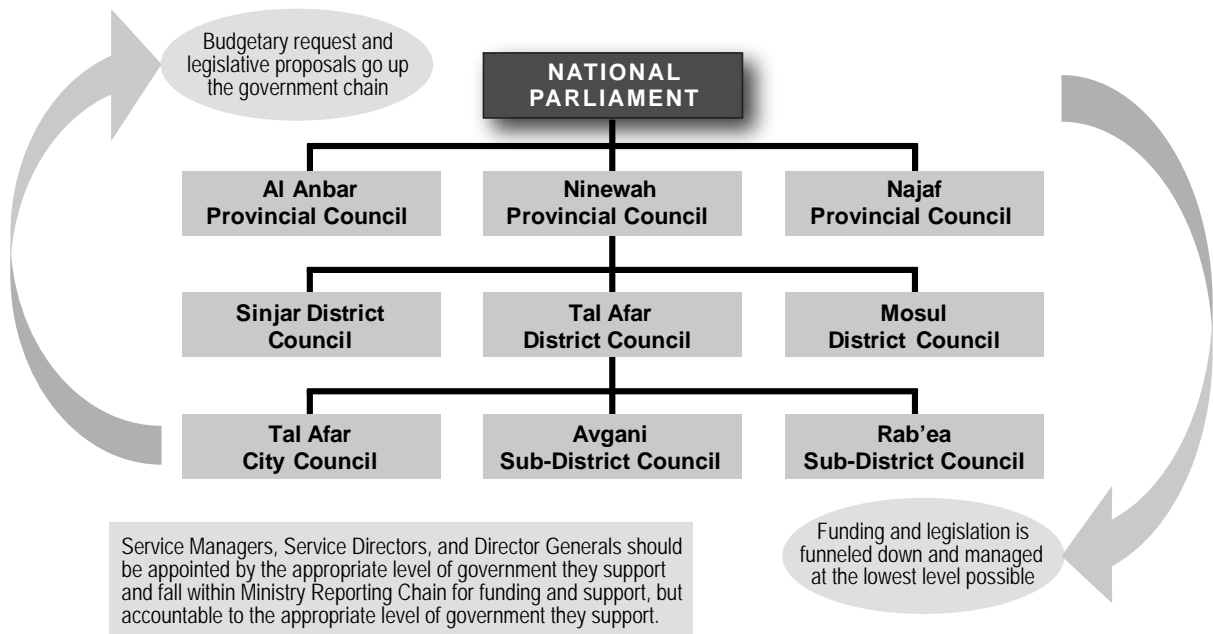 Budgetary request and
legislative proposals go up
the government chain
NATIONAL
PARLIAMENT
Al Anbar
Provincial Council
Ninewah
Provincial Council
Najaf
Provincial Council
Sinjar District
Council
Tal Afar
District Council
Mosul
District Council
Tal Afar
City Council
Avgani
Sub-District Council
Rab’ea
Sub-District Council
Service Managers, Service Directors, and Director Generals should
be appointed by the appropriate level of government they support
and fall within Ministry Reporting Chain for funding and support, but
accountable to the appropriate level of government they support.
Funding and legislation is
funneled down and managed
at the lowest level possible